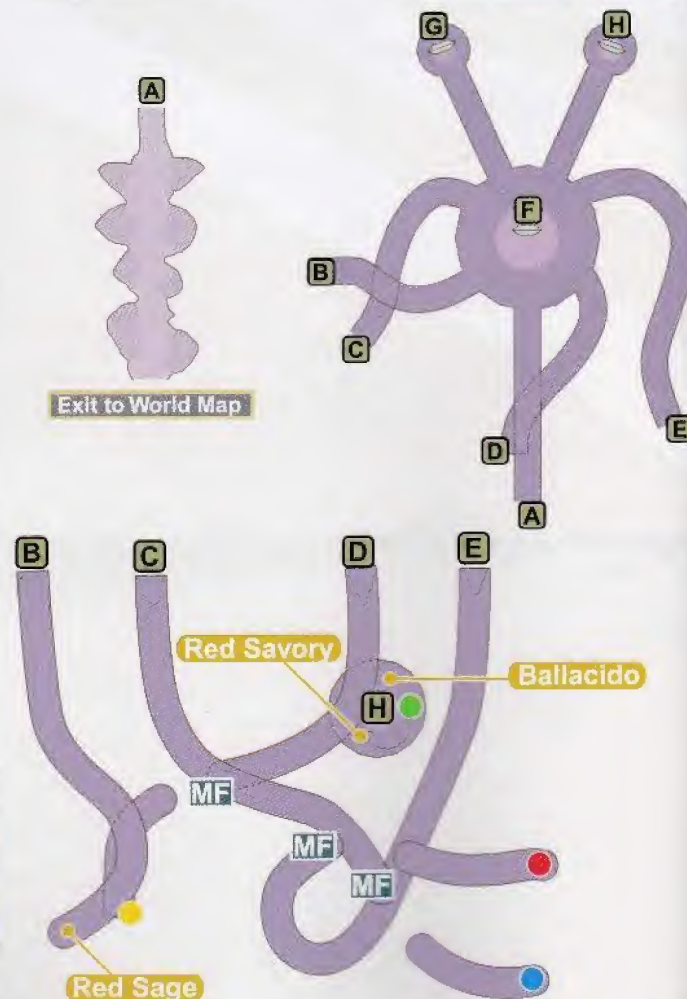 G
H
A
F
B
C
Exit to World Map
E
D
A
B
C
D
E
Red Savory
Ballacido
H
MF
MF
MF
Red Sage